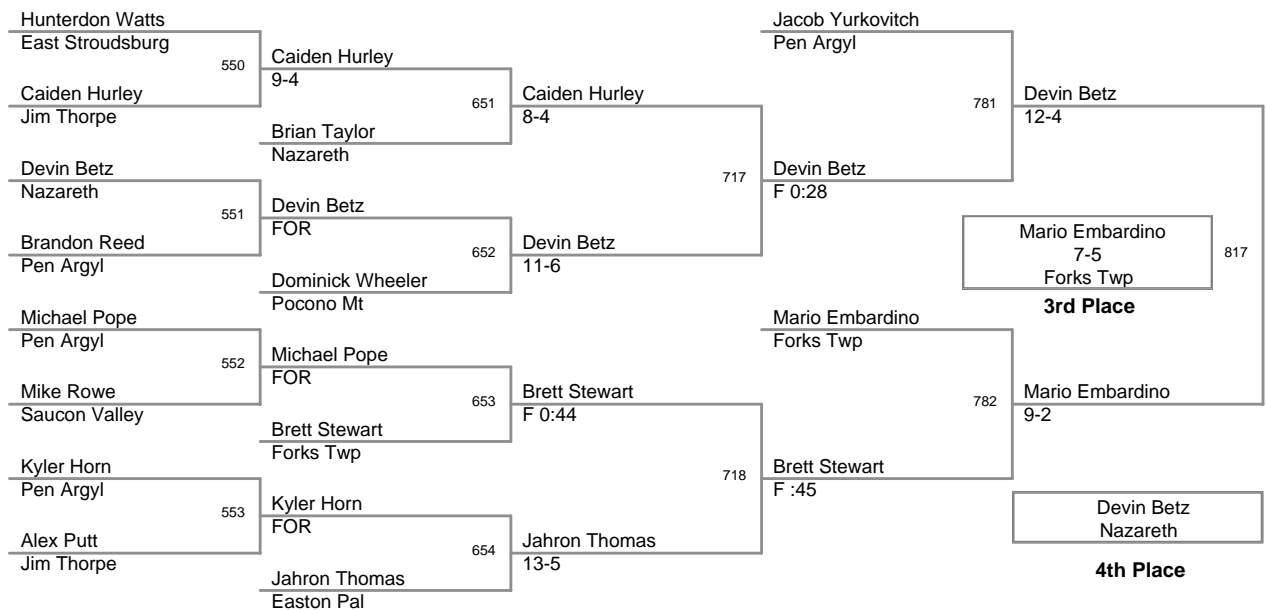 Hunterdon Watts
East Stroudsburg
550
Caiden Hurley
Jim Thorpe
Devin Betz
Nazareth
551
Brandon Reed
Pen Argyl
Michael Pope
Pen Argyl
552
Mike Rowe
Saucon Valley
Kyler Horn
Pen Argyl
553
Alex Putt
Jim Thorpe
Caiden Hurley
9-4
651
Brian Taylor
Nazareth
Devin Betz
FOR
652
Dominick Wheeler
Pocono Mt
Michael Pope
FOR
653
Brett Stewart
Forks Twp
Kyler Horn
FOR
654
Jahron Thomas
Easton Pal
Caiden Hurley
8-4
717
Devin Betz
11-6
Brett Stewart
F 0:44
718
Jahron Thomas
13-5
Jacob Yurkovitch
Pen Argyl
781
Devin Betz
F 0:28
Mario Embardino
Forks Twp
782
Brett Stewart
F :45
Devin Betz
12-4
817
Mario Embardino
9-2
Mario Embardino
7-5
Forks Twp
3rd Place
Devin Betz
Nazareth
4th Place